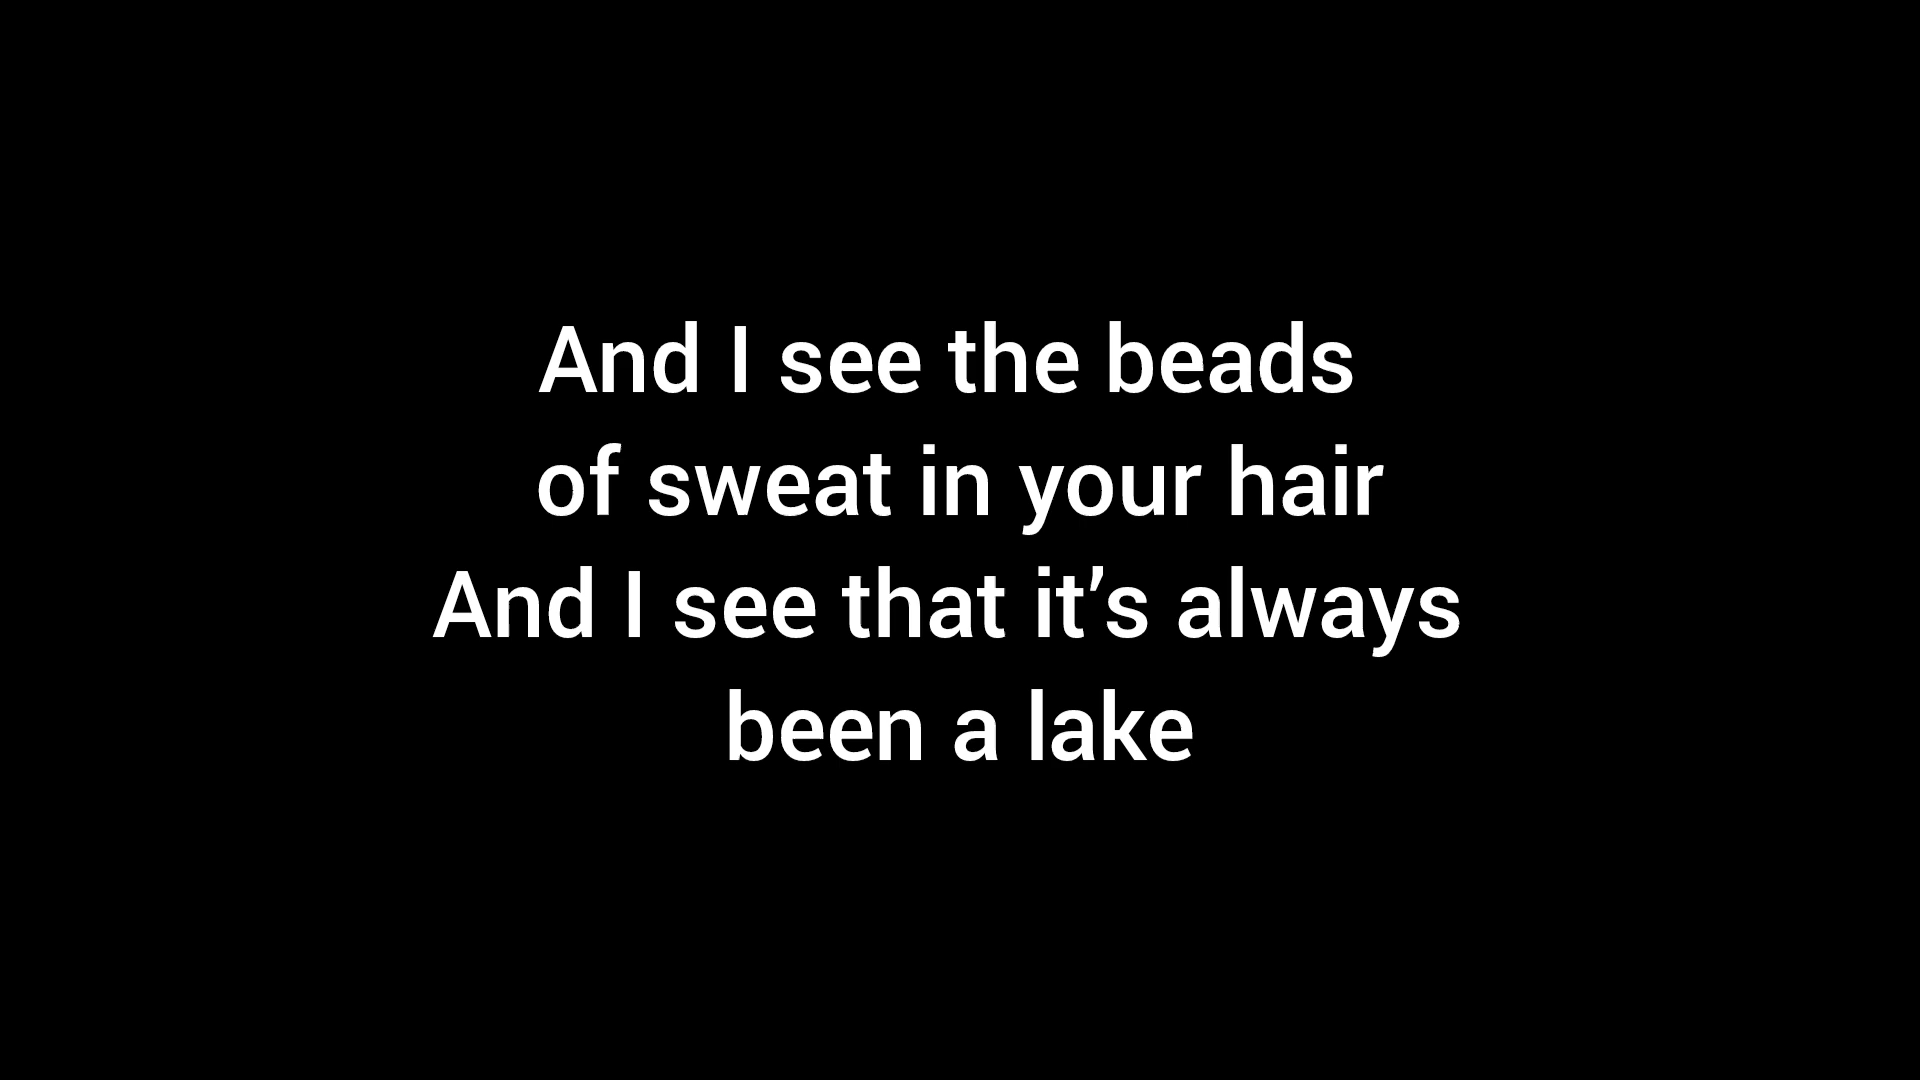 And I see the beads
of sweat in your hair
And I see that it’s always
been a lake